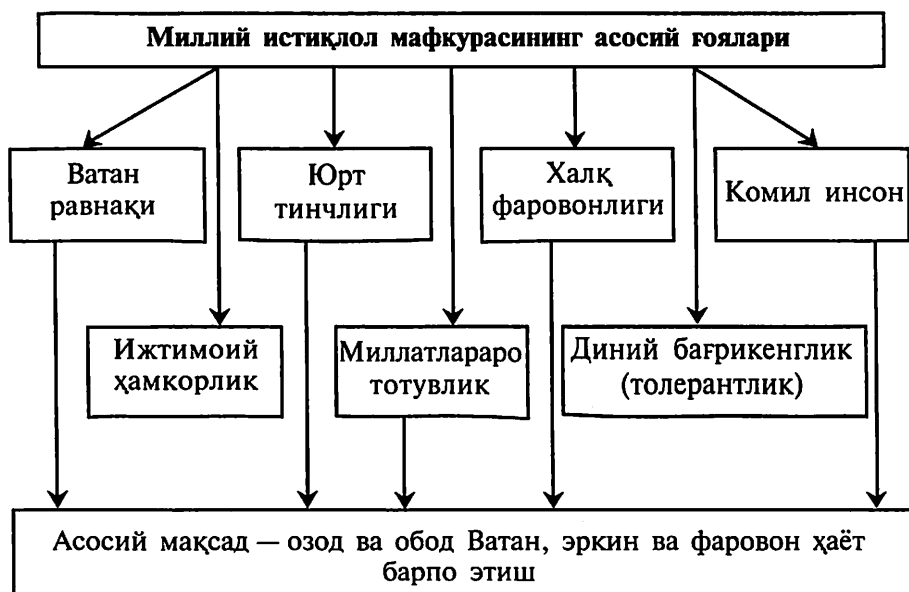 Миллий истиқлол мафкурасининг асосий ғоялари
Ватан
равнақи
Юрт
тинчлиги
Халқ
фаровонлиги
Комил инсон
Ижтимоий
ҳамкорлик
Миллатлараро
тотувлик
Диний бағрикенглик
(толерантлик)
Асосий мақсад — озод ва обод Ватан, эркин ва фаровон ҳаёт
барпо этиш